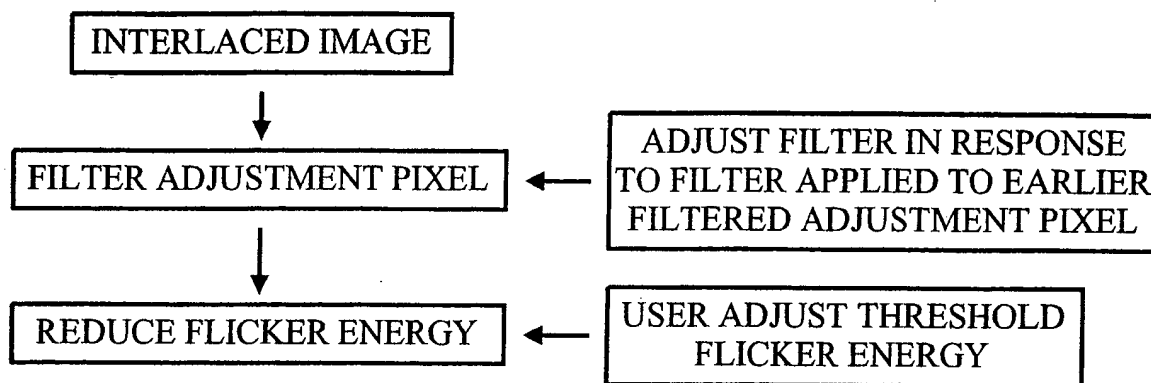 INTERLACED IMAGE
FILTER ADJUSTMENT PIXEL
ADJUST FILTER IN RESPONSE
TO FILTER APPLIED TO EARLIER
FILTERED ADJUSTMENT PIXEL
REDUCE FLICKER ENERGY
USER ADJUST THRESHOLD
FLICKER ENERGY